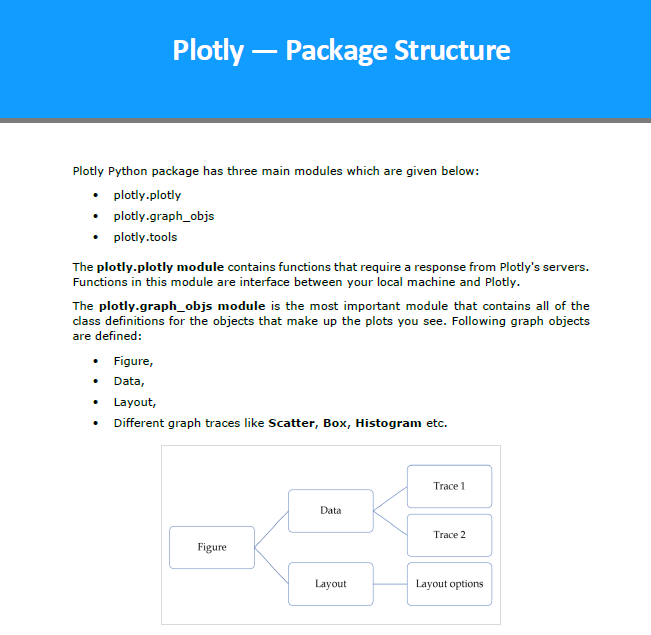 Plotly — Package Structure
Plotly Python package has three main modules which are given below:
• plotly.plotly
• plotly.graph_objs
• plotly.tools
The plotly.plotly module contains functions that require a response from Plotly's servers.
Functions in this module are interface between your local machine and Plotly.
The plotly.graph_objs module is the most important module that contains all of the
class definitions for the objects that make up the plots you see. Following graph objects
are defined:
• Figure,
• Data,
• Layout,
• Different graph traces like Scatter, Box, Histogram etc.
Trace 1
Data
Trace 2
Figure
Layout
Layout options